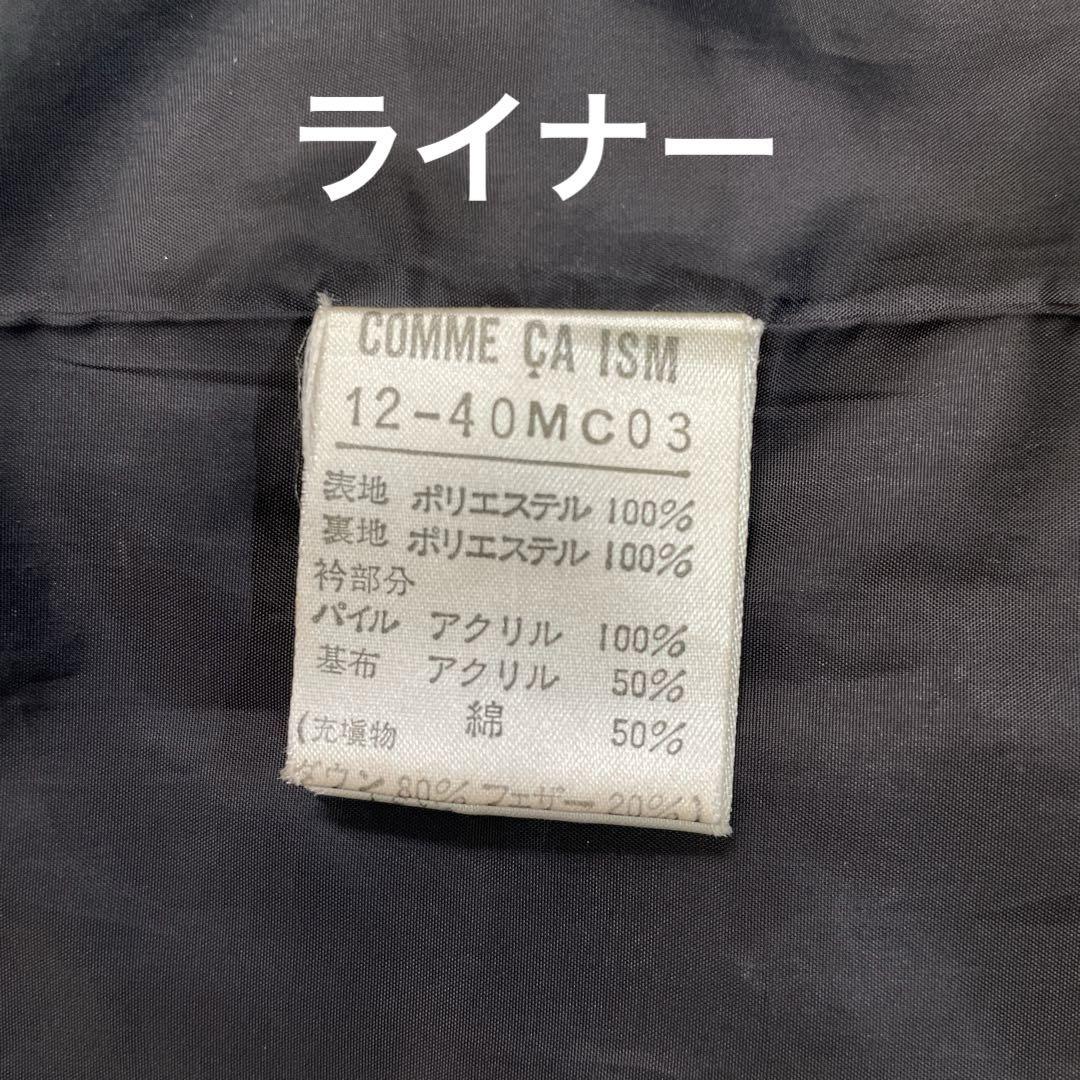 ライナー
COMME ÇA ISM
12-40MC03
表地 ポリエステル 100%
裏地 ポリエステル 100%
衿部分
パイル アクリル 100%
基布 アクリル 50%
綿 50%
(充塡物
ダウン 80% フェザー 20%)